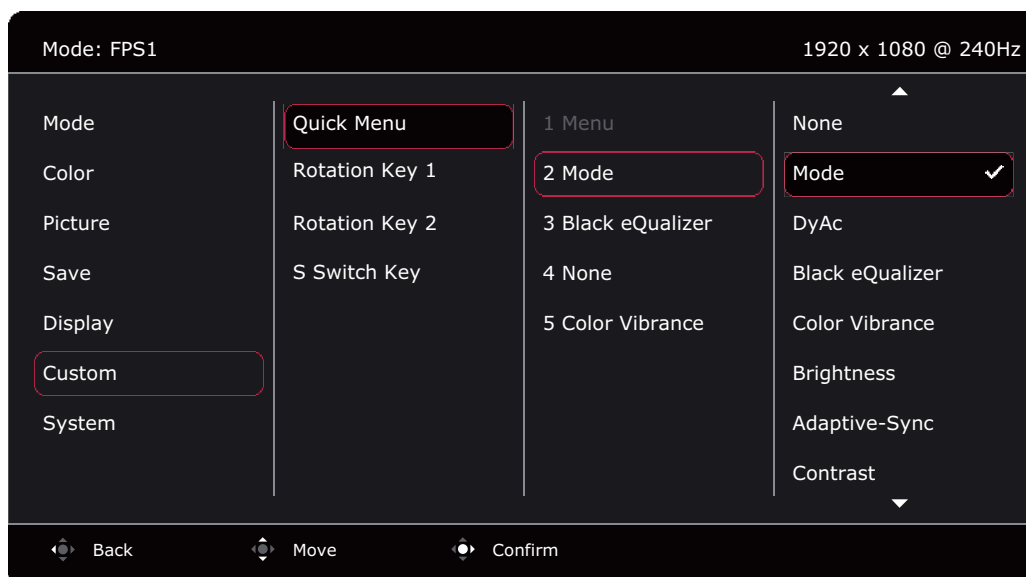 Mode: FPS1
1920 x 1080 @ 240Hz
Mode
Color
Picture
Save
Display
Custom
System
Quick Menu
Rotation Key 1
Rotation Key 2
S Switch Key
1 Menu
2 Mode
3 Black eQualizer
4 None
5 Color Vibrance
None
Mode
DyAc
Black eQualizer
Color Vibrance
Brightness
Adaptive-Sync
Contrast
Back
Move
Confirm